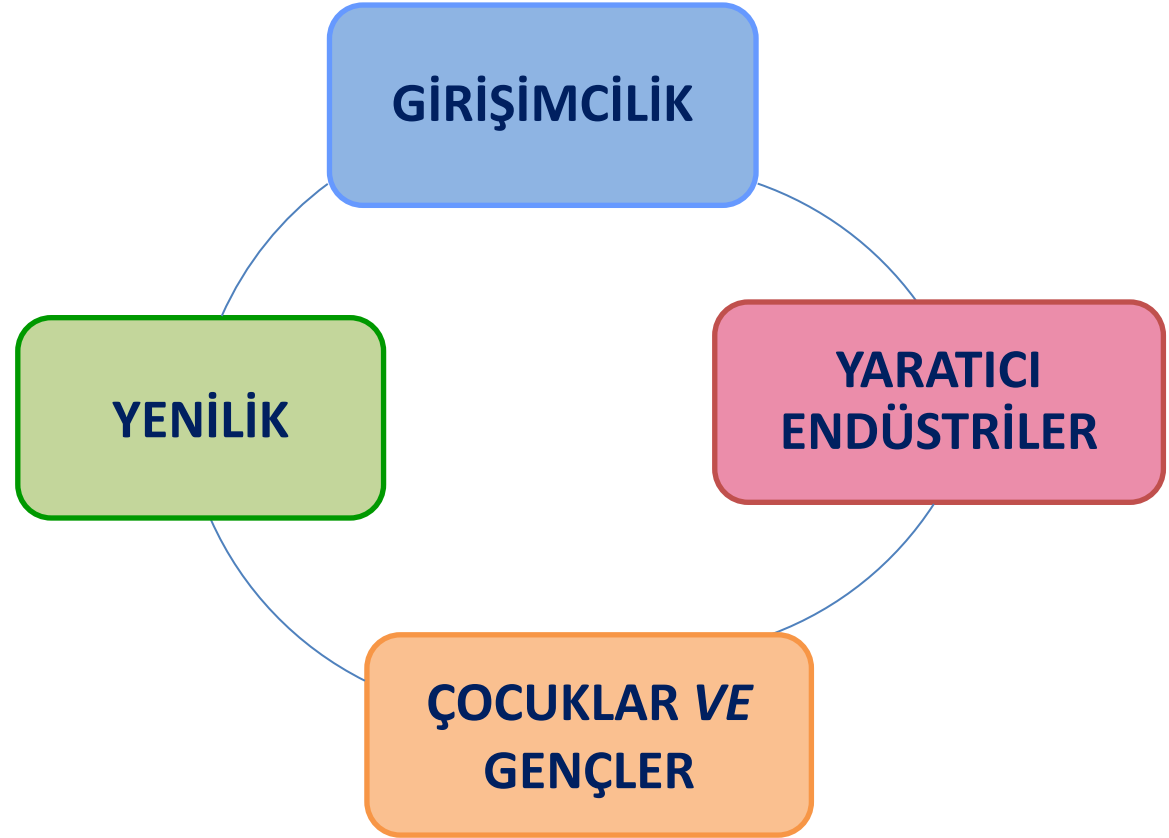 GİRİŞİMCİLİK
YARATICI
ENDÜSTRİLER
YENİLİK
ÇOCUKLAR VE
GENÇLER